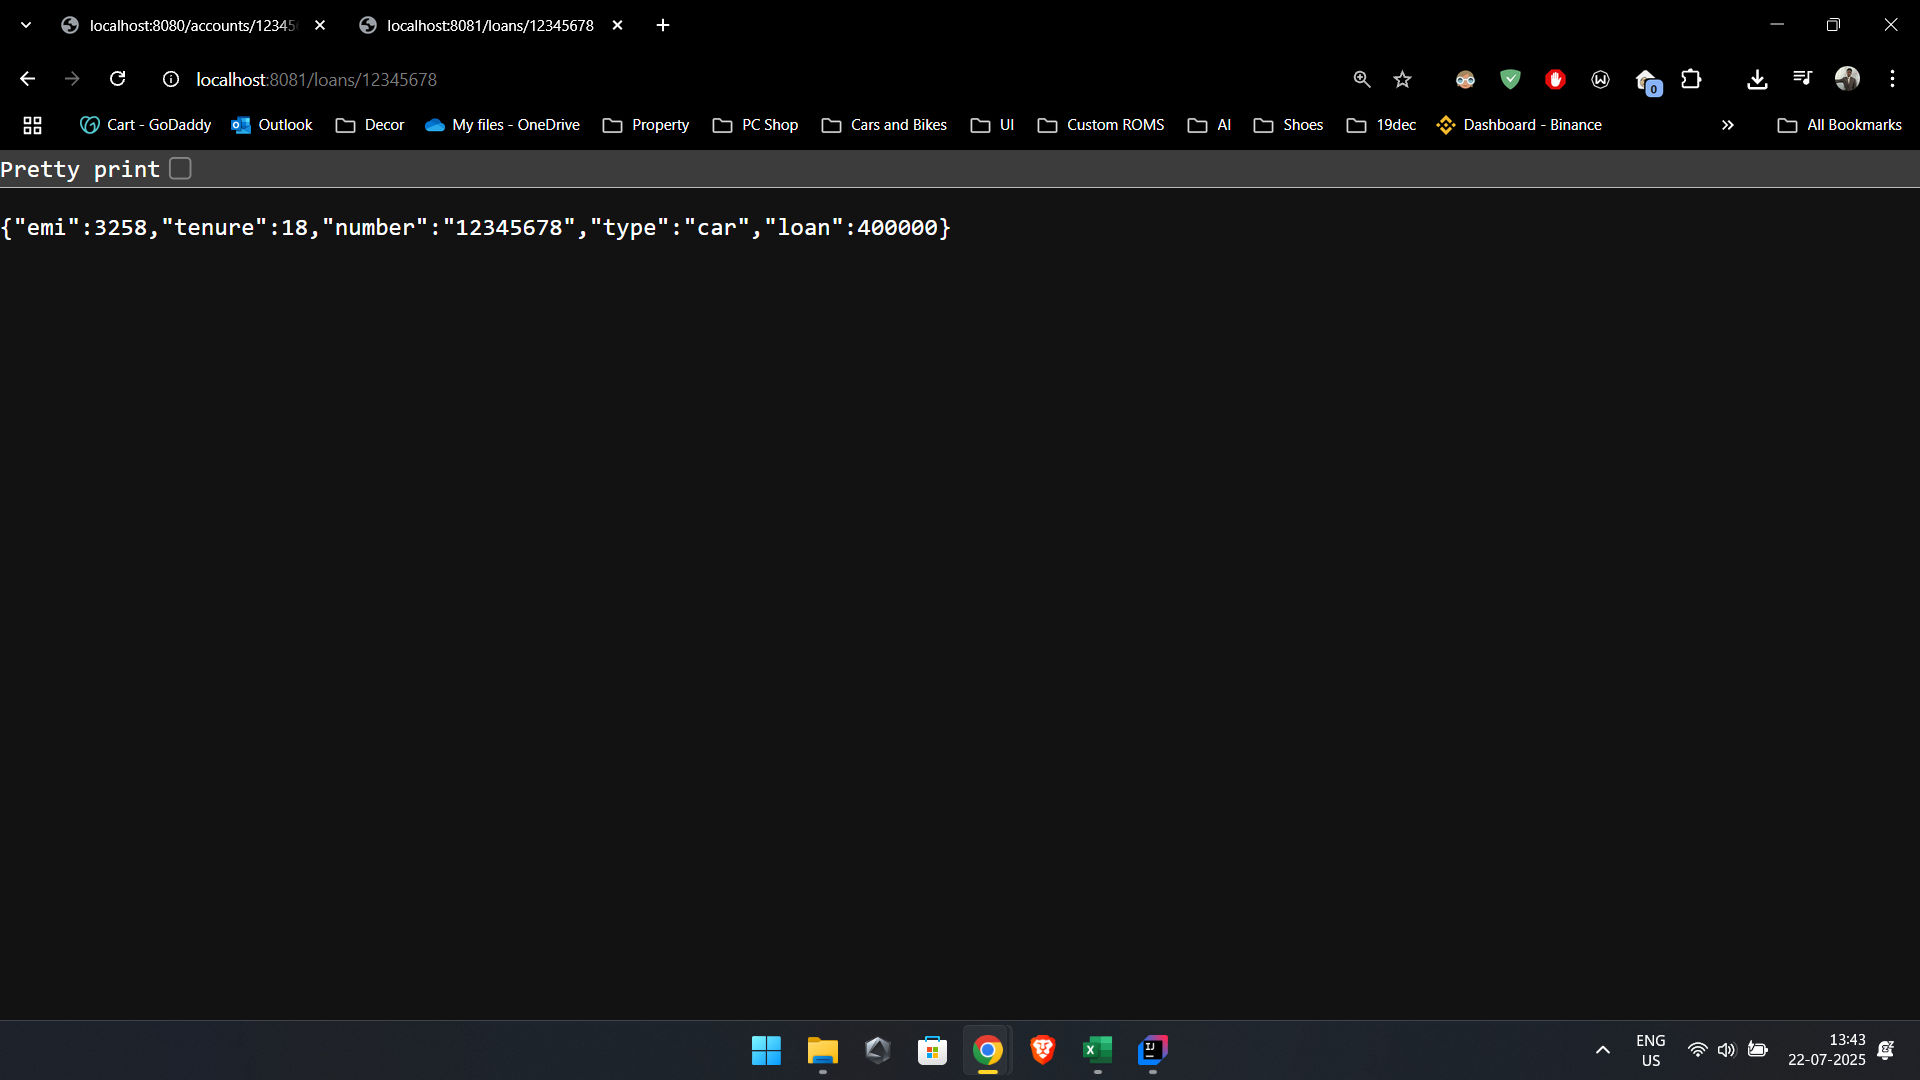 localhost:8080/accounts/12345
localhost:8081/loans/12345678
localhost:8081/loans/12345678
0
Cart - GoDaddy
Outlook
Decor
My files - OneDrive
Property
PC Shop
Cars and Bikes
UI
Custom ROMS
AI
Shoes
19dec
Dashboard - Binance
All Bookmarks
Pretty print
{"emi":3258,"tenure":18,"number":"12345678","type":"car","loan":400000}
ENG
US
13:43
22-07-2025